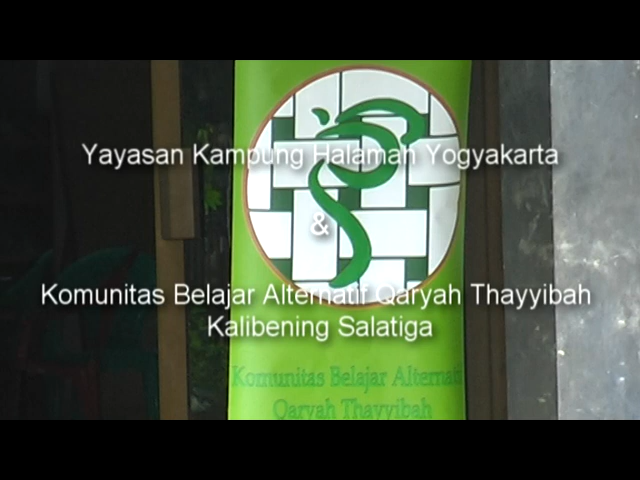 Yayasan Kampung Halaman Yogyakarta
&
Komunitas Belajar Alternatif Qaryah Thayyibah
Kalibening Salatiga
Komunitas Belajar Alternatif
Qaryah Thayyibah